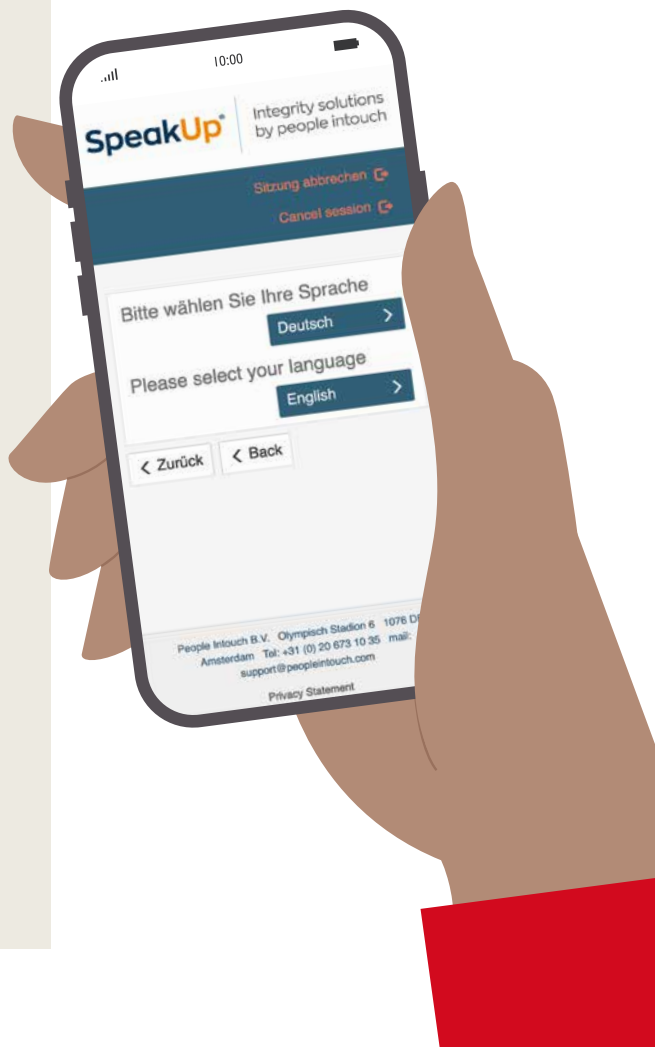 10:00
SpeakUp®
Integrity solutions
by people intouch
Sitzung abbrechen
Cancel session
Bitte wählen Sie Ihre Sprache
Deutsch
Please select your language
English
< Zurück < Back
People Intouch B.V. Olympisch Stadion 6 1076
Amsterdam Tel: +31 (0) 20 673 10 35 mail:
support@peopleintouch.com
Privacy Statement